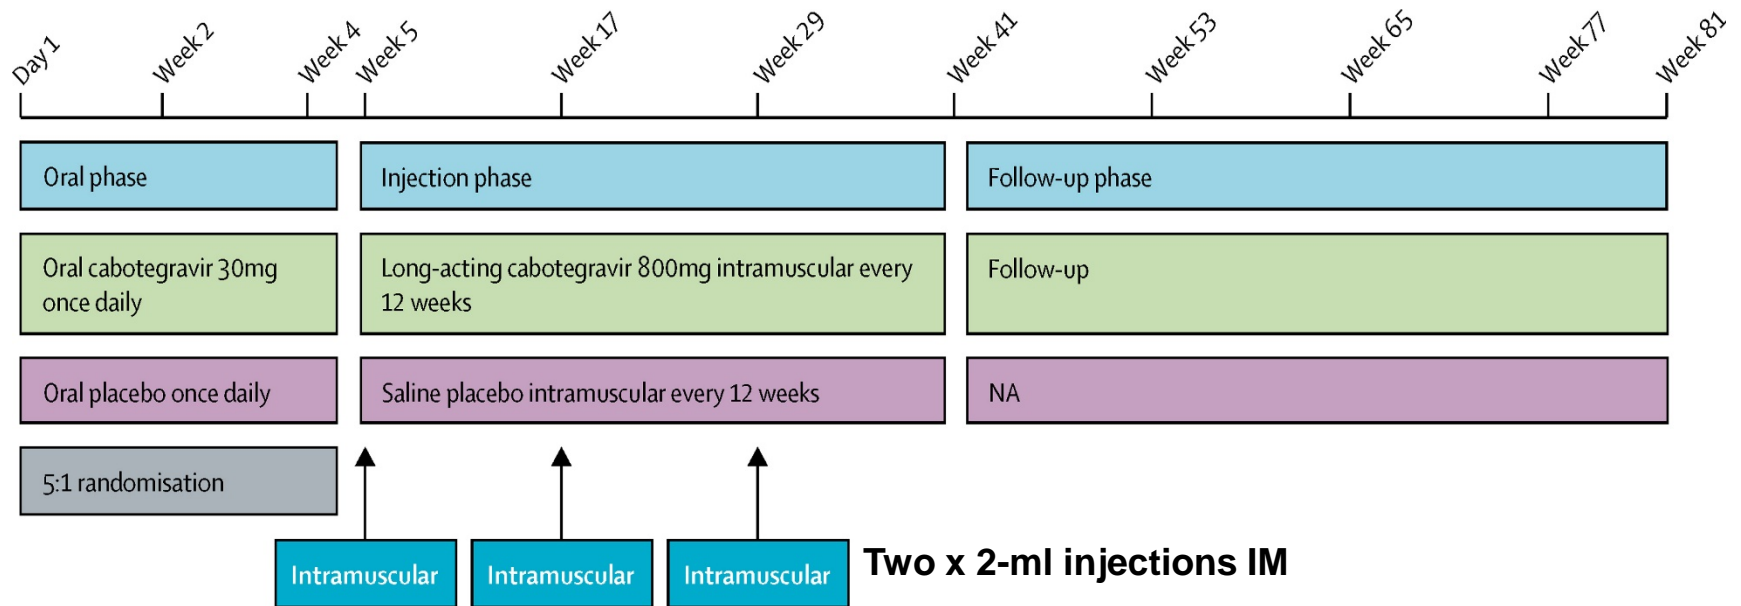 Day 1
Week 2
Week 4
Week 5
Week 17
Week 29
Week 41
Week 53
Week 65
Week 77
Week 81
Oral phase
Injection phase
Follow-up phase
Oral cabotegravir 30mg
once daily
Long-acting cabotegravir 800mg intramuscular every
12 weeks
Follow-up
Oral placebo once daily
Saline placebo intramuscular every 12 weeks
NA
5:1 randomisation
Intramuscular
Intramuscular
Intramuscular
Two x 2-ml injections IM